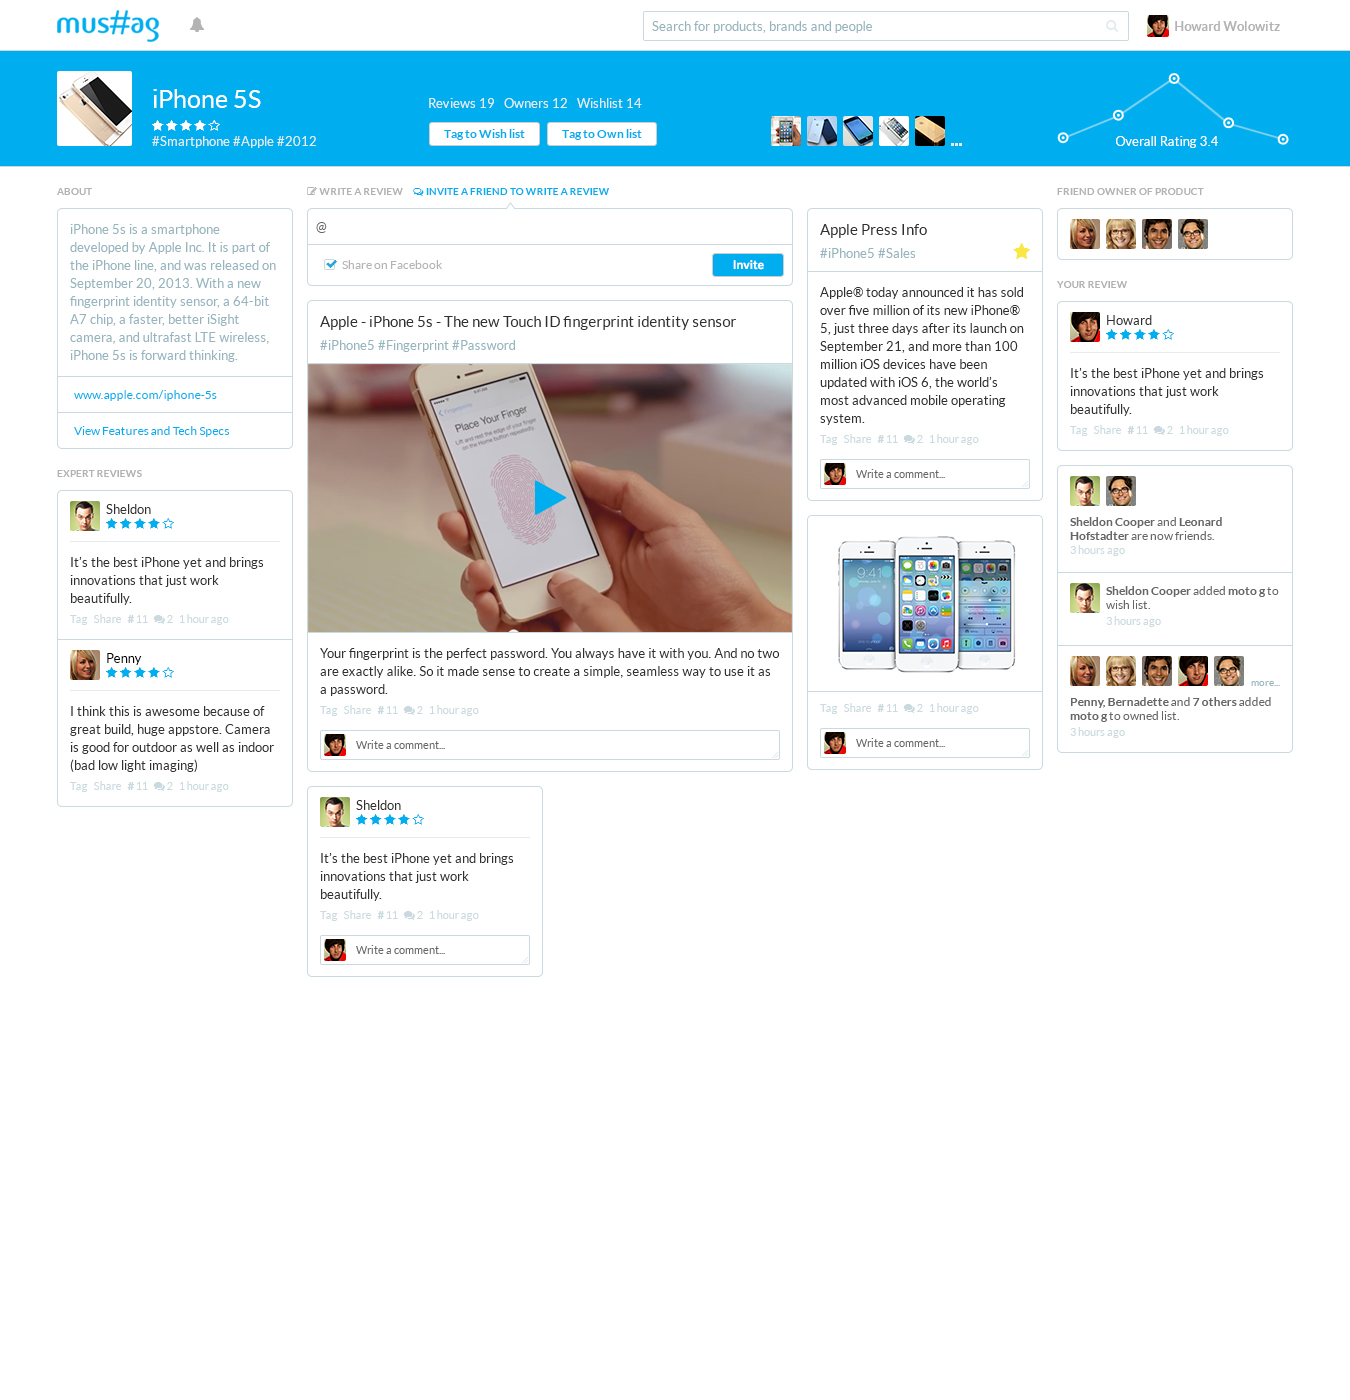 mus#ag
Search for products, brands and people
Howard Wolowitz
iPhone 5S
#Smartphone #Apple #2012
Reviews 19 Owners 12 Wishlist 14
Tag to Wish list Tag to Own list
...
Overall Rating 3.4
ABOUT
iPhone 5s is a smartphone
developed by Apple Inc. It is part of
the iPhone line, and was released on
September 20, 2013. With a new
fingerprint identity sensor, a 64-bit
A7 chip, a faster, better iSight
camera, and ultrafast LTE wireless,
iPhone 5s is forward thinking.
www.apple.com/iphone-5s
View Features and Tech Specs
EXPERT REVIEWS
Sheldon
It's the best iPhone yet and brings
innovations that just work
beautifully.
Tag Share # 11 2 1 hour ago
Penny
I think this is awesome because of
great build, huge appstore. Camera
is good for outdoor as well as indoor
(bad low light imaging)
Tag Share # 11 2 1 hour ago
WRITE A REVIEW INVITE A FRIEND TO WRITE A REVIEW
@
Share on Facebook
Invite
Apple - iPhone 5s - The new Touch ID fingerprint identity sensor
#iPhone5 #Fingerprint #Password
Fingerprint
Place Your Finger
Lift and rest the edge of your finger
on the Home button repeatedly.
Your fingerprint is the perfect password. You always have it with you. And no two
are exactly alike. So it made sense to create a simple, seamless way to use it as
a password.
Tag Share # 11 2 1 hour ago
Write a comment...
Sheldon
It's the best iPhone yet and brings
innovations that just work
beautifully.
Tag Share # 11 2 1 hour ago
Write a comment...
Apple Press Info
#iPhone5 #Sales
Apple® today announced it has sold
over five million of its new iPhone®
5, just three days after its launch on
September 21, and more than 100
million iOS devices have been
updated with iOS 6, the world's
most advanced mobile operating
system.
Tag Share # 11 2 1 hour ago
Write a comment...
9:41
Tag Share # 11 2 1 hour ago
Write a comment...
FRIEND OWNER OF PRODUCT
YOUR REVIEW
Howard
It's the best iPhone yet and brings
innovations that just work
beautifully.
Tag Share # 11 2 1 hour ago
Sheldon Cooper and Leonard
Hofstadter are now friends.
3 hours ago
Sheldon Cooper added moto g to
wish list.
3 hours ago
more...
Penny, Bernadette and 7 others added
moto g to owned list.
3 hours ago